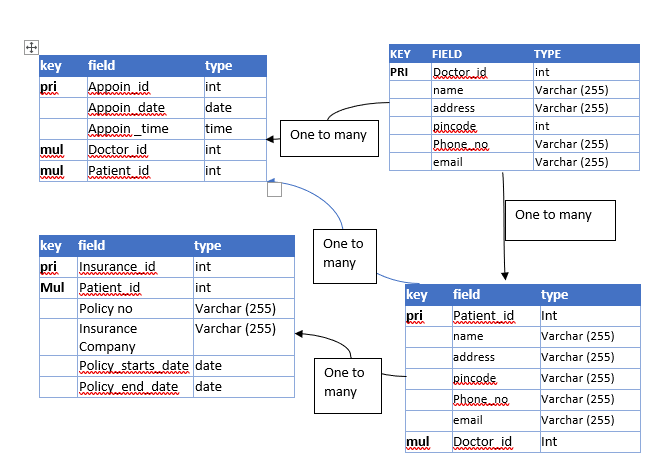 key field type
pri Appoin_id int
Appoin_date date
Appoin_time time
mul Doctor_id int
mul Patient_id int
KEY FIELD TYPE
PRI Doctor_id int
name Varchar (255)
address Varchar (255)
pincode int
Phone_no Varchar (255)
email Varchar (255)
One to many
One to many
One to
many
key field type
pri Insurance_id int
Mul Patient_id int
Policy no Varchar (255)
Insurance Varchar (255)
Company
Policy_starts_date date
Policy_end_date date
One to
many
key field type
pri Patient_id Int
name Varchar (255)
address Varchar (255)
pincode Varchar (255)
Phone_no Varchar (255)
email Varchar (255)
mul Doctor_id Int